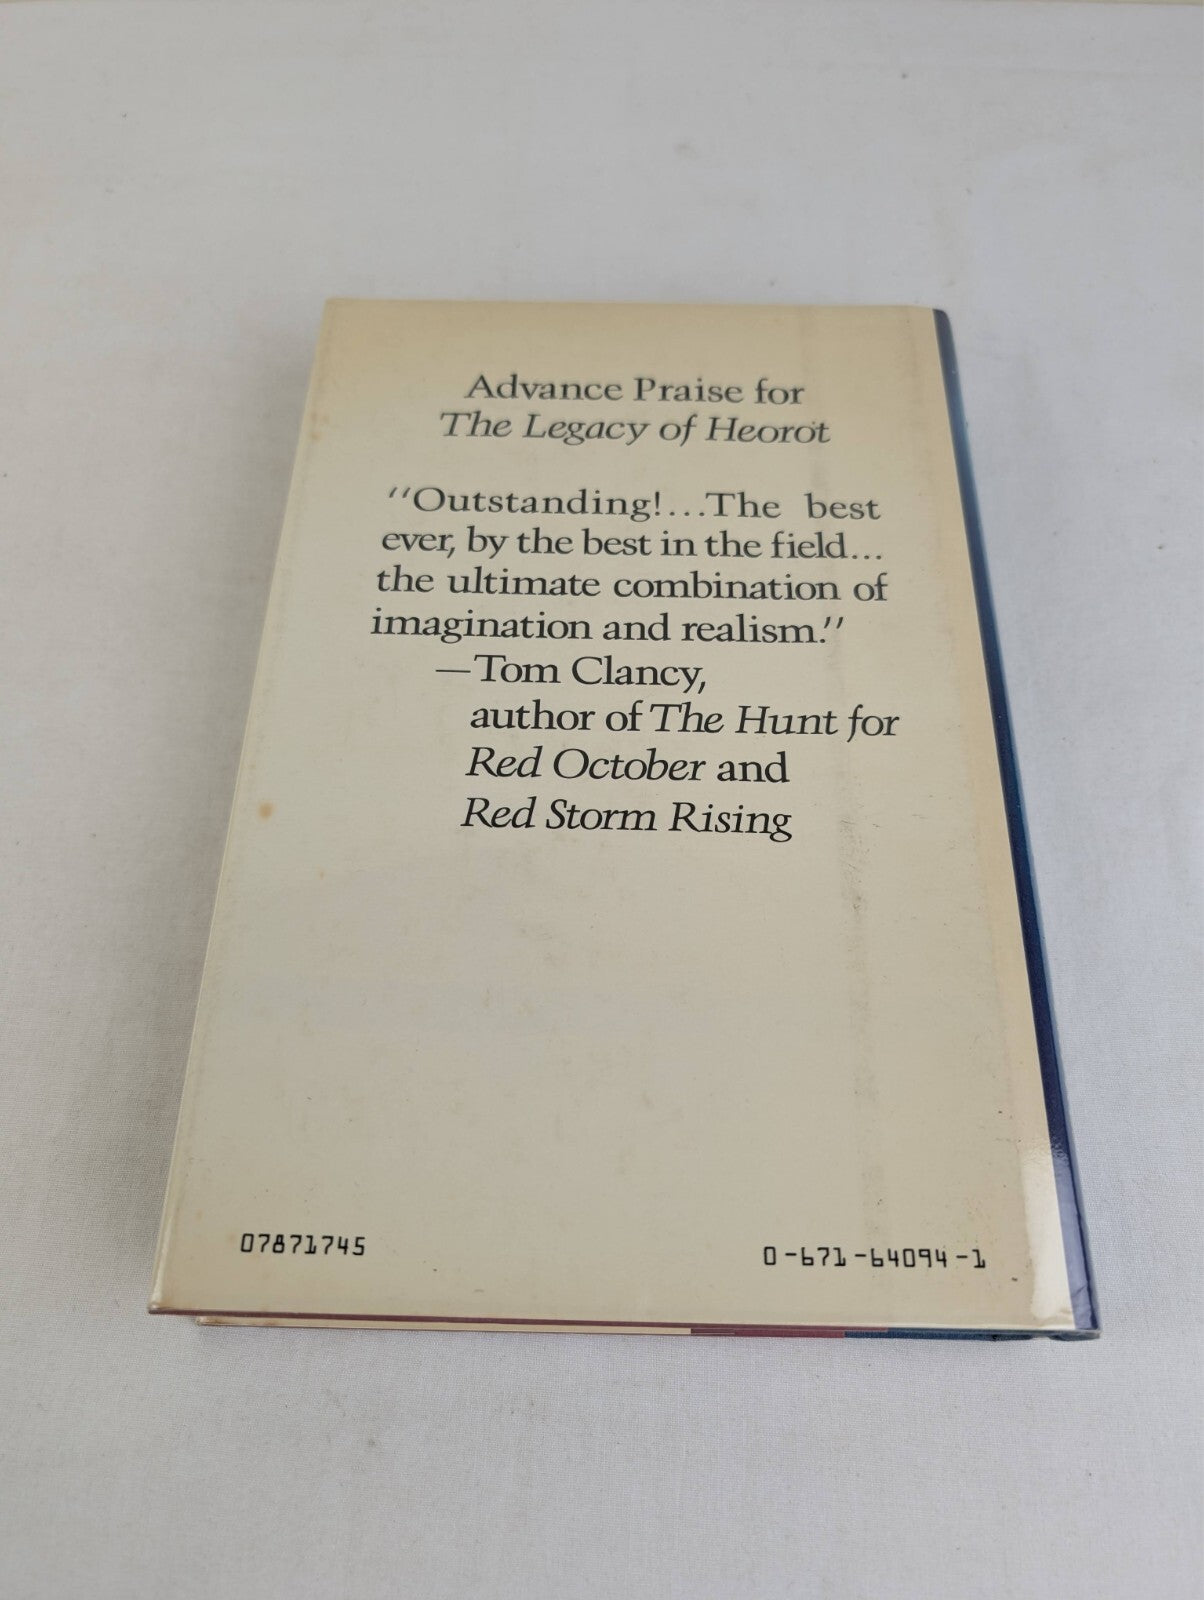 Advance Praise for
The Legacy of Heorot
"Outstanding!...The best
ever, by the best in the field...
the ultimate combination of
imagination and realism."
—Tom Clancy,
author of The Hunt for
Red October and
Red Storm Rising
07871745
0-671-64094-1